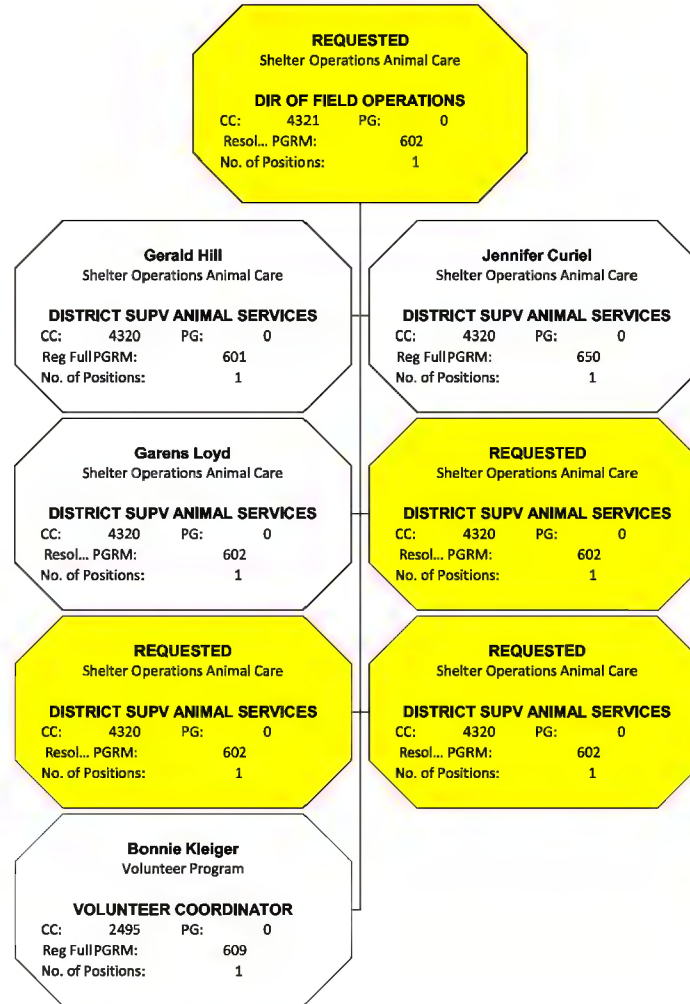 REQUESTED
Shelter Operations Animal Care
DIR OF FIELD OPERATIONS
CC: 4321 PG: 0
Resol... PGRM: 602
No. of Positions: 1
Gerald Hill
Shelter Operations Animal Care
DISTRICT SUPV ANIMAL SERVICES
CC: 4320 PG: 0
Reg Full PGRM: 601
No. of Positions: 1
Jennifer Curiel
Shelter Operations Animal Care
DISTRICT SUPV ANIMAL SERVICES
CC: 4320 PG: 0
Reg Full PGRM: 650
No. of Positions: 1
Garens Loyd
Shelter Operations Animal Care
DISTRICT SUPV ANIMAL SERVICES
CC: 4320 PG: 0
Resol... PGRM: 602
No. of Positions: 1
REQUESTED
Shelter Operations Animal Care
DISTRICT SUPV ANIMAL SERVICES
CC: 4320 PG: 0
Resol... PGRM: 602
No. of Positions: 1
REQUESTED
Shelter Operations Animal Care
DISTRICT SUPV ANIMAL SERVICES
CC: 4320 PG: 0
Resol... PGRM: 602
No. of Positions: 1
REQUESTED
Shelter Operations Animal Care
DISTRICT SUPV ANIMAL SERVICES
CC: 4320 PG: 0
Resol... PGRM: 602
No. of Positions: 1
Bonnie Kleiger
Volunteer Program
VOLUNTEER COORDINATOR
CC: 2495 PG: 0
Reg Full PGRM: 609
No. of Positions: 1